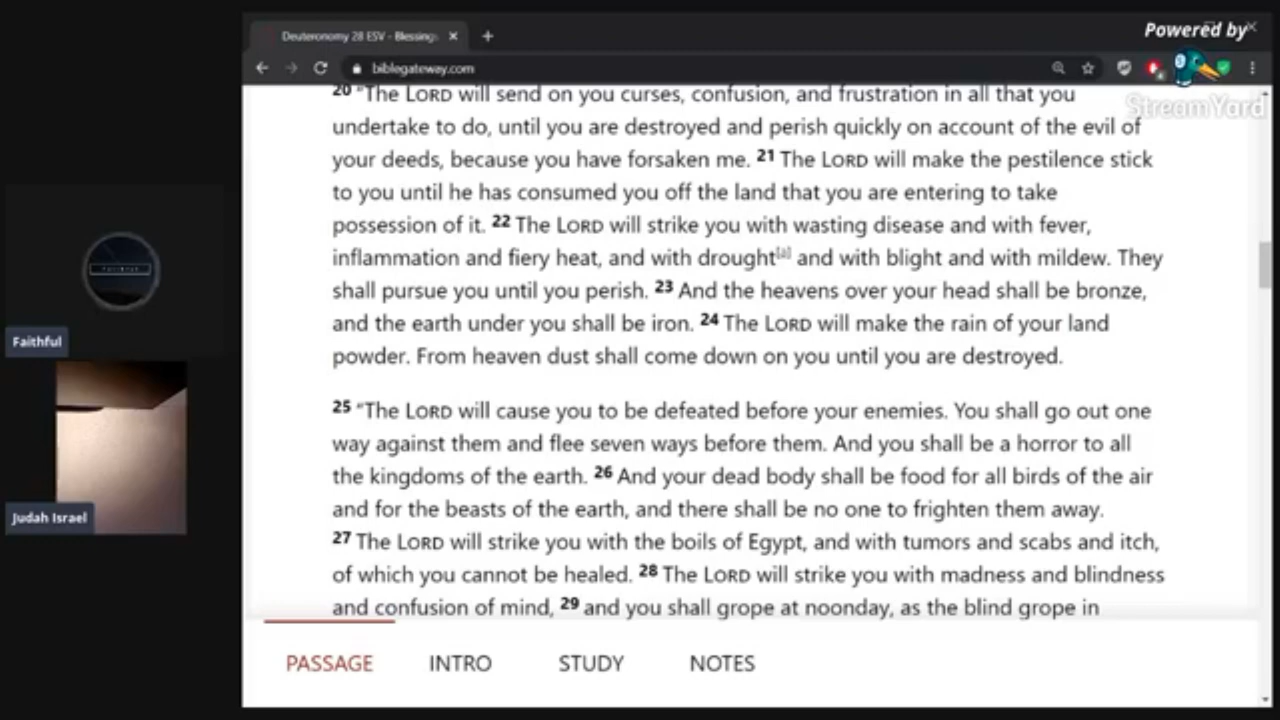 Deuteronomy 28 ESV - Blessings
Powered by
biblegateway.com
StreamYard
20 "The LORD will send on you curses, confusion, and frustration in all that you
undertake to do, until you are destroyed and perish quickly on account of the evil of
your deeds, because you have forsaken me. 21 The LORD will make the pestilence stick
to you until he has consumed you off the land that you are entering to take
possession of it. 22 The LORD will strike you with wasting disease and with fever,
inflammation and fiery heat, and with drought[a] and with blight and with mildew. They
shall pursue you until you perish. 23 And the heavens over your head shall be bronze,
and the earth under you shall be iron. 24 The LORD will make the rain of your land
powder. From heaven dust shall come down on you until you are destroyed.
25 "The LORD will cause you to be defeated before your enemies. You shall go out one
way against them and flee seven ways before them. And you shall be a horror to all
the kingdoms of the earth. 26 And your dead body shall be food for all birds of the air
and for the beasts of the earth, and there shall be no one to frighten them away.
27 The LORD will strike you with the boils of Egypt, and with tumors and scabs and itch,
of which you cannot be healed. 28 The LORD will strike you with madness and blindness
and confusion of mind, 29 and you shall grope at noonday, as the blind grope in
PASSAGE INTRO STUDY NOTES
Faithful
Judah Israel